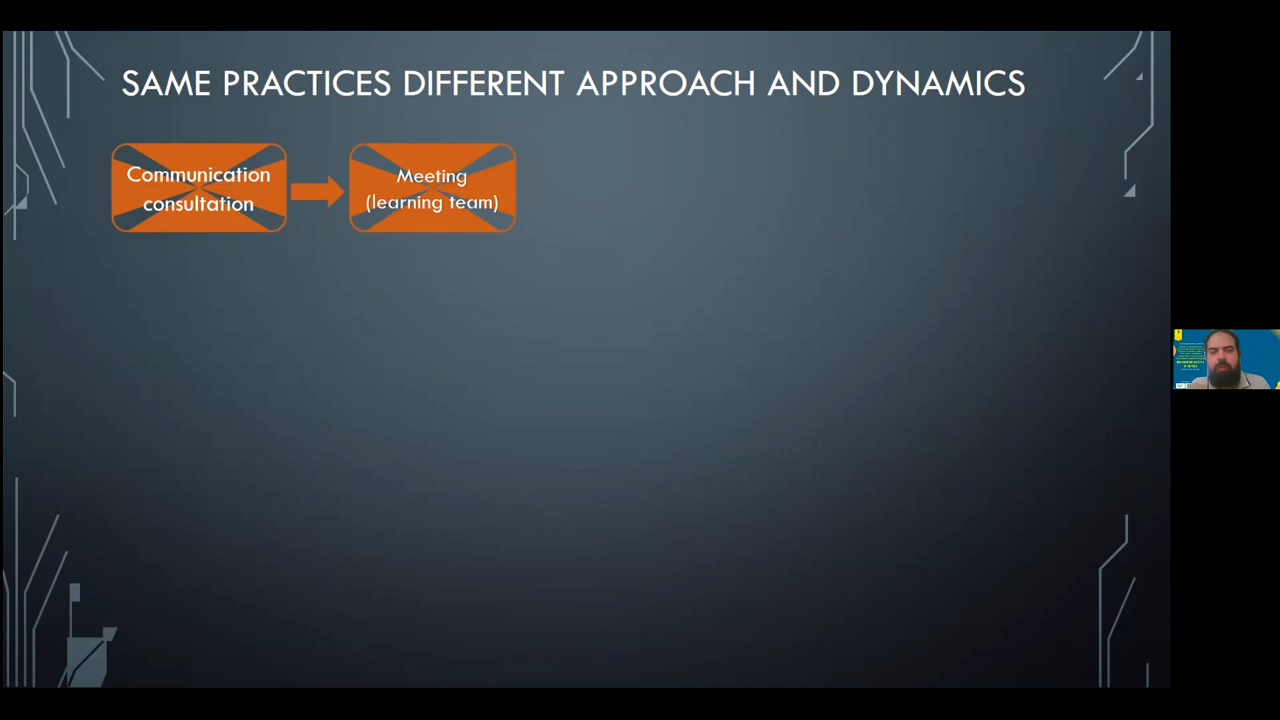 SAME PRACTICES DIFFERENT APPROACH AND DYNAMICS
Communication
consultation
Meeting
(learning team)